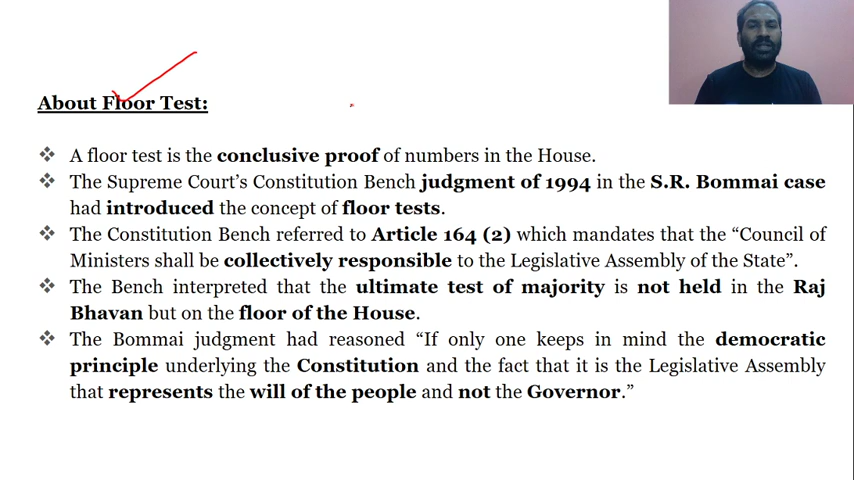 About Floor Test:
❖ A floor test is the conclusive proof of numbers in the House.
❖ The Supreme Court’s Constitution Bench judgment of 1994 in the S.R. Bommai case
had introduced the concept of floor tests.
❖ The Constitution Bench referred to Article 164 (2) which mandates that the “Council of
Ministers shall be collectively responsible to the Legislative Assembly of the State”.
❖ The Bench interpreted that the ultimate test of majority is not held in the Raj
Bhavan but on the floor of the House.
❖ The Bommai judgment had reasoned “If only one keeps in mind the democratic
principle underlying the Constitution and the fact that it is the Legislative Assembly
that represents the will of the people and not the Governor.”